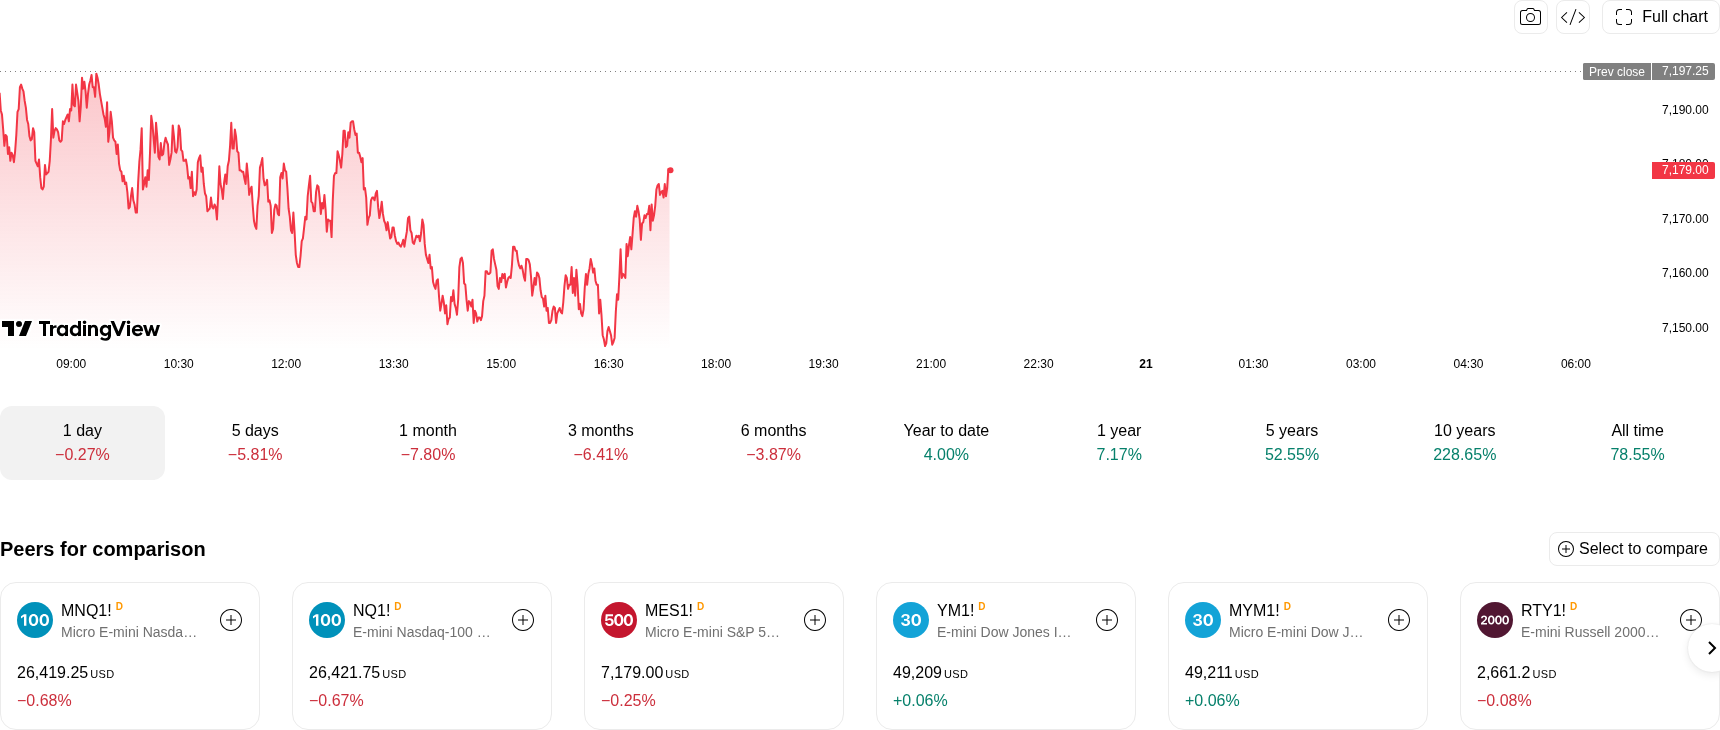 Full chart
Prev close 7,197.25
7,190.00
7,179.00
7,170.00
7,160.00
7,150.00
TradingView
09:00 10:30 12:00 13:30 15:00 16:30 18:00 19:30 21:00 22:30 21 01:30 03:00 04:30 06:00
1 day 5 days 1 month 3 months 6 months Year to date 1 year 5 years 10 years All time
−0.27% −5.81% −7.80% −6.41% −3.87% 4.00% 7.17% 52.55% 228.65% 78.55%
Peers for comparison
Select to compare
100 MNQ1! D
Micro E-mini Nasda...
26,419.25 USD
−0.68%
100 NQ1! D
E-mini Nasdaq-100 ...
26,421.75 USD
−0.67%
500 MES1! D
Micro E-mini S&P 5...
7,179.00 USD
−0.25%
30 YM1! D
E-mini Dow Jones I...
49,209 USD
+0.06%
30 MYM1! D
Micro E-mini Dow J...
49,211 USD
+0.06%
2000 RTY1! D
E-mini Russell 2000...
2,661.2 USD
−0.08%